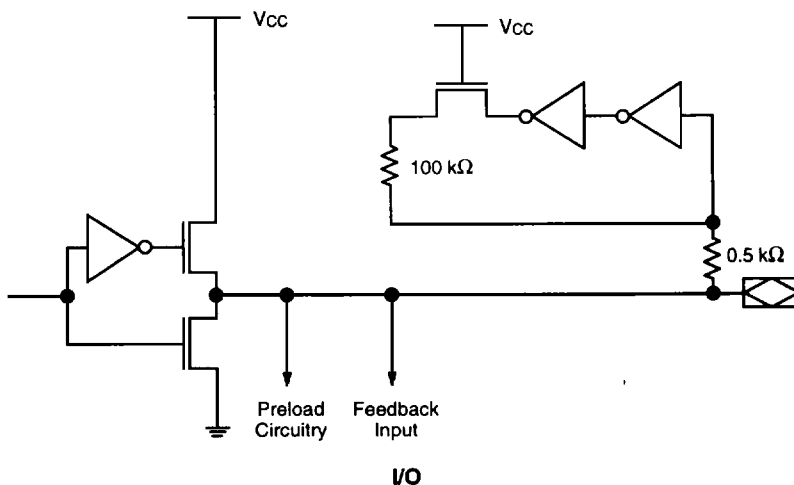 Vcc
Vcc
100 kΩ
0.5 kΩ
Preload
Circuitry
Feedback
Input
I/O